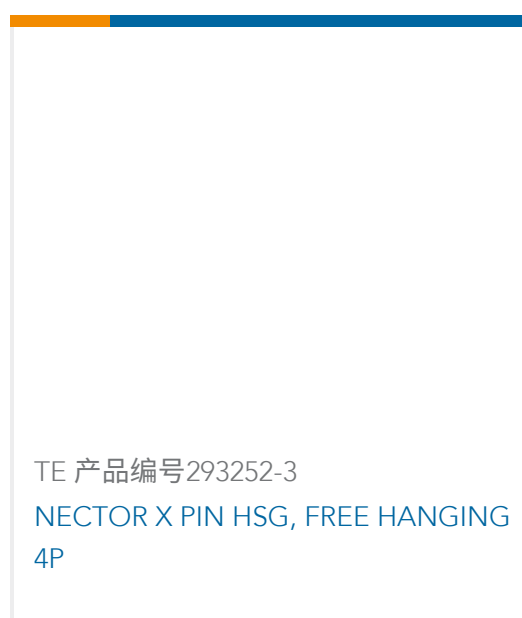 TE 产品编号293252-3
NECTOR X PIN HSG, FREE HANGING
4P